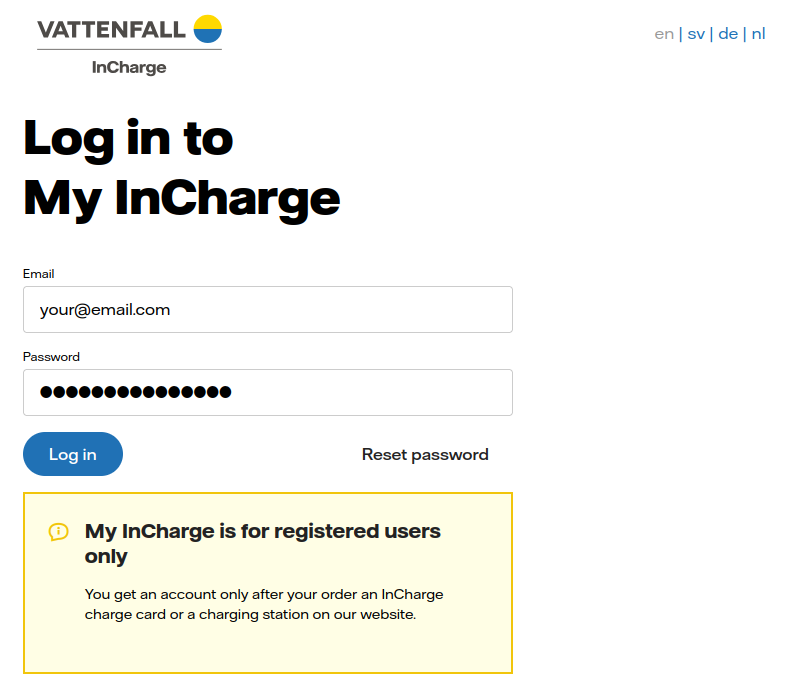 VATTENFALL
InCharge
en | sv | de | nl
Log in to
My InCharge
Email
your@email.com
Password
●●●●●●●●●●●●●●●
Log in
Reset password
My InCharge is for registered users
only
You get an account only after your order an InCharge
charge card or a charging station on our website.